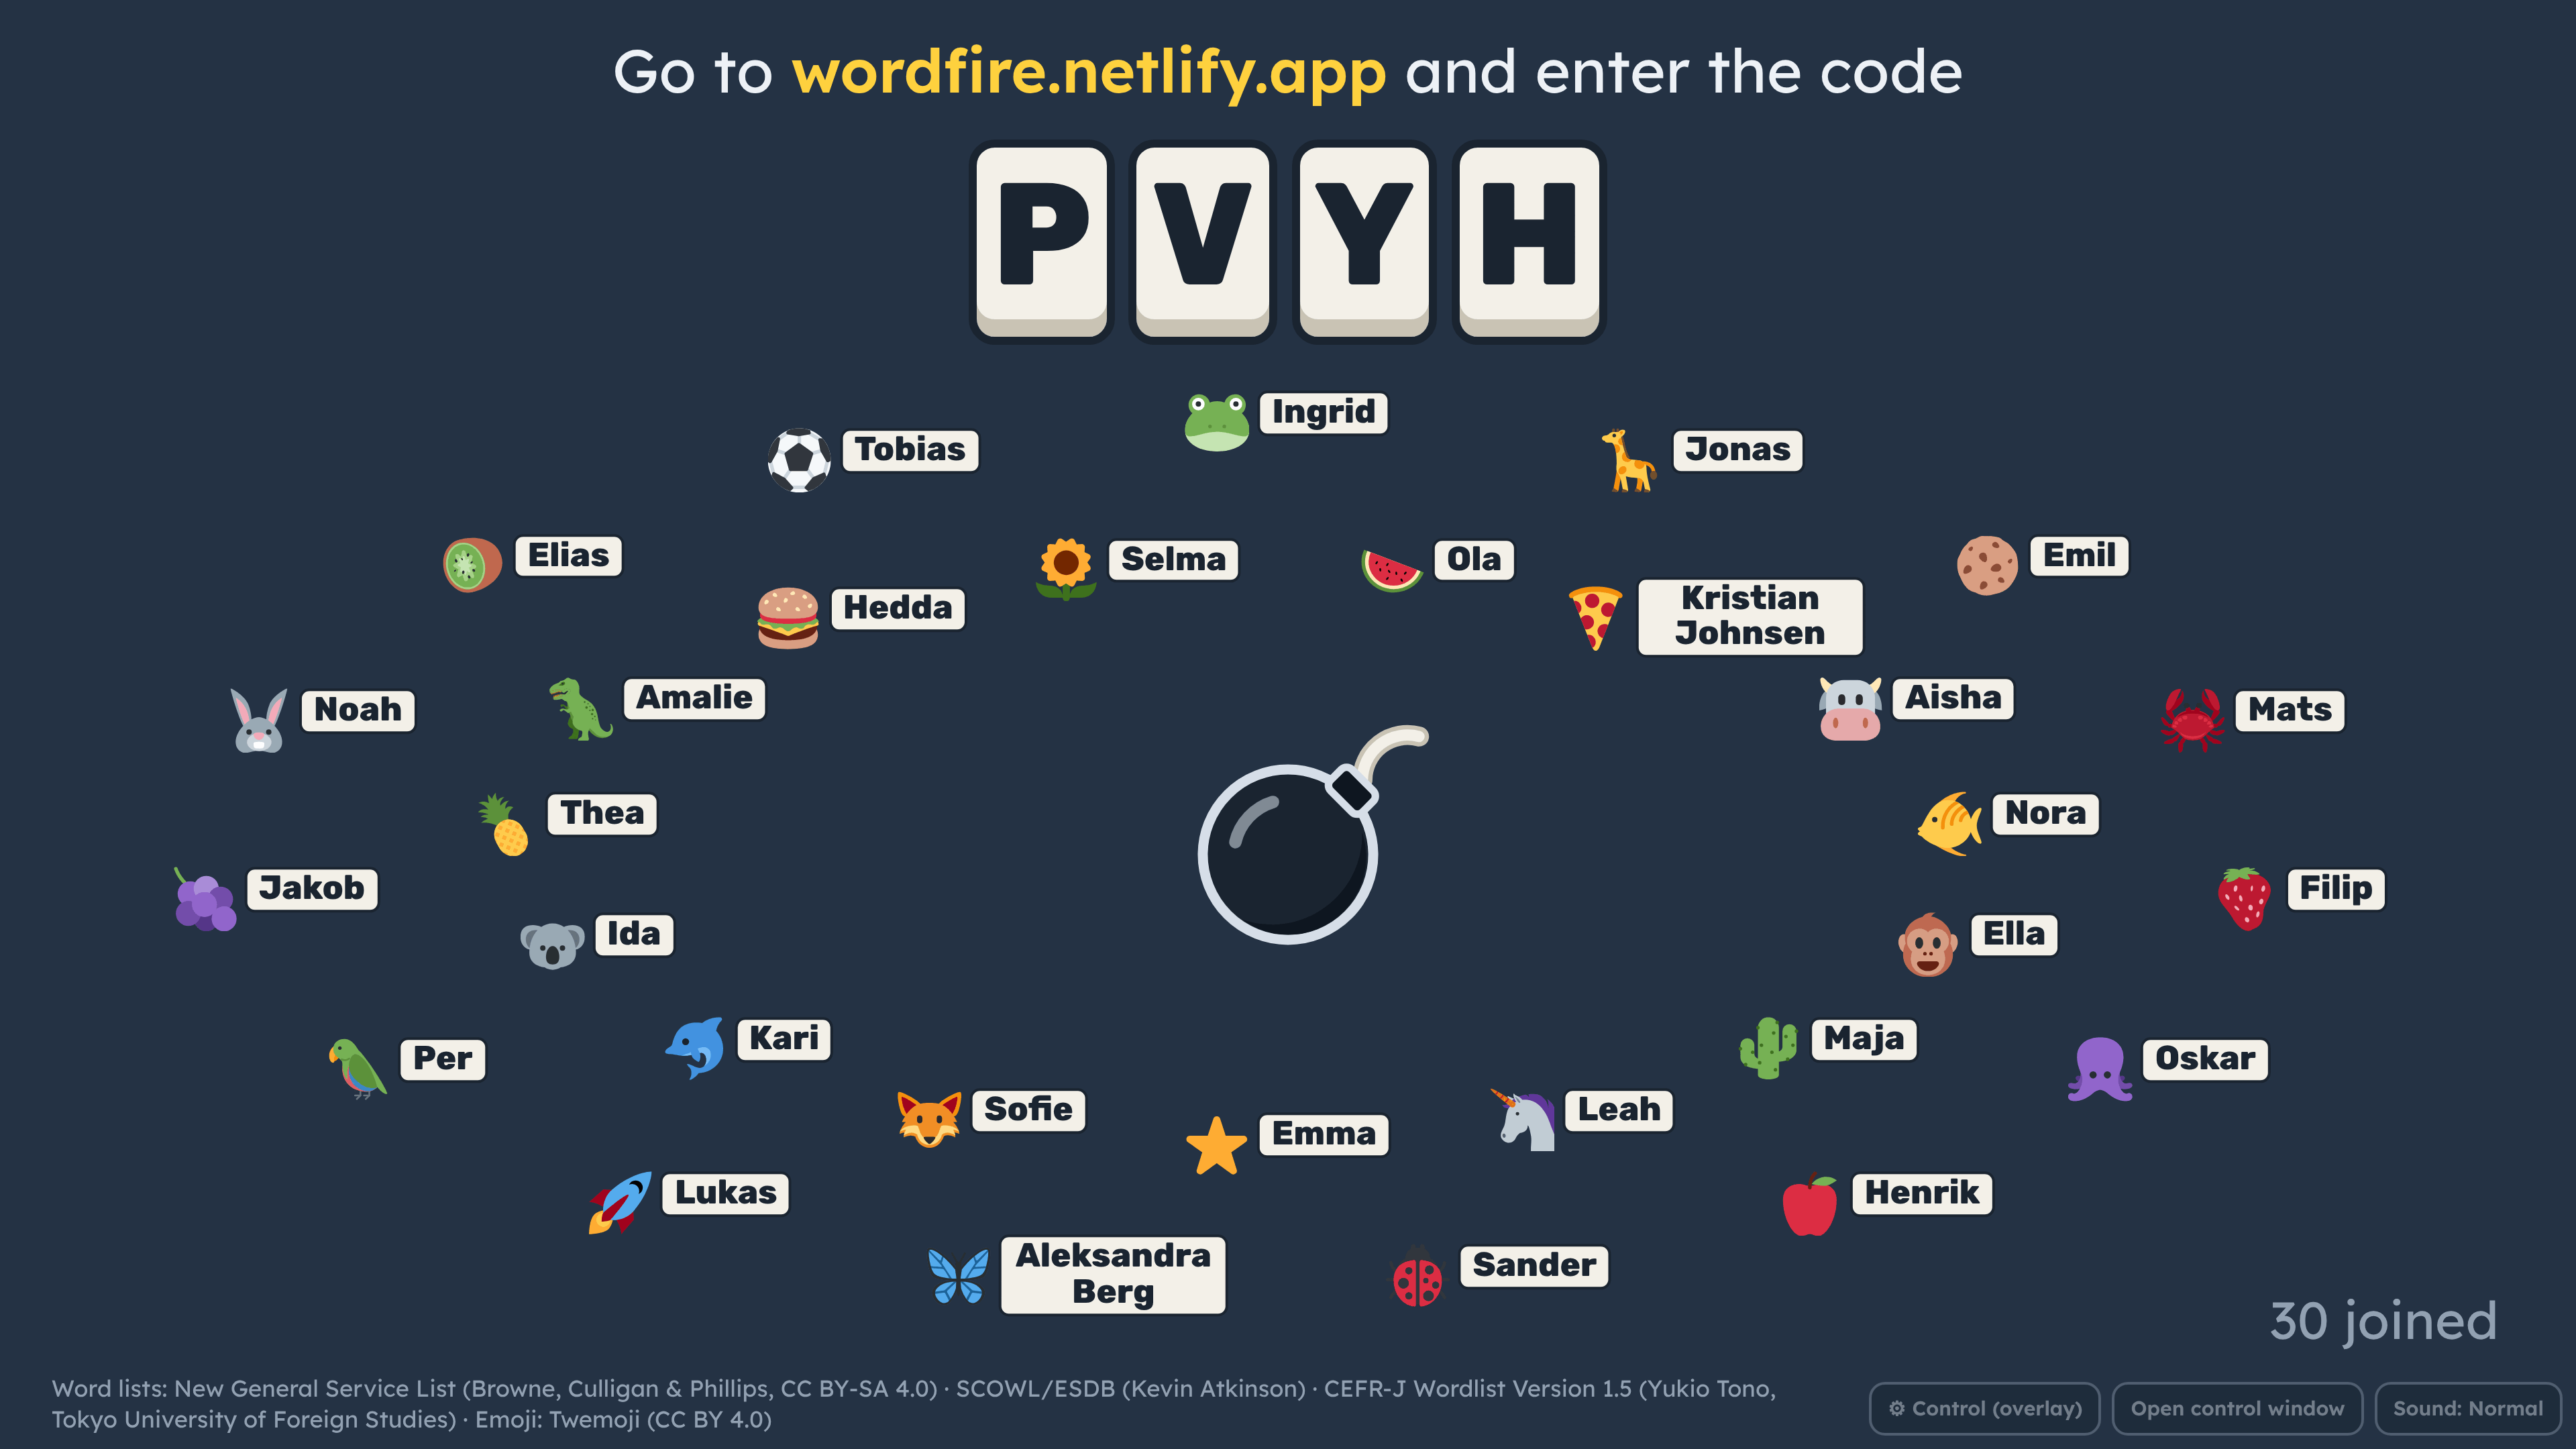 Go to wordfire.netlify.app and enter the code
P V Y H
Ingrid
Tobias
Jonas
Elias
Selma
Ola
Emil
Hedda
Kristian
Johnsen
Noah
Amalie
Aisha
Mats
Thea
Nora
Jakob
Filip
Ida
Ella
Per
Kari
Maja
Oskar
Sofie
Emma
Leah
Lukas
Henrik
Aleksandra
Berg
Sander
30 joined
Word lists: New General Service List (Browne, Culligan & Phillips, CC BY-SA 4.0) · SCOWL/ESDB (Kevin Atkinson) · CEFR-J Wordlist Version 1.5 (Yukio Tono,
Tokyo University of Foreign Studies) · Emoji: Twemoji (CC BY 4.0)
⚙ Control (overlay)
Open control window
Sound: Normal